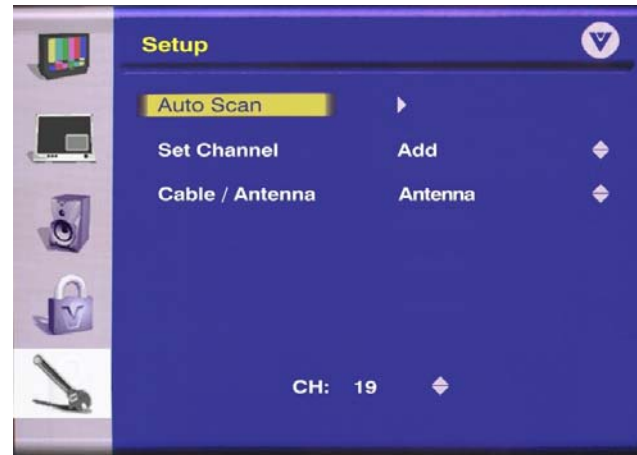 Setup
Auto Scan
Set Channel Add
Cable / Antenna Antenna
CH: 19